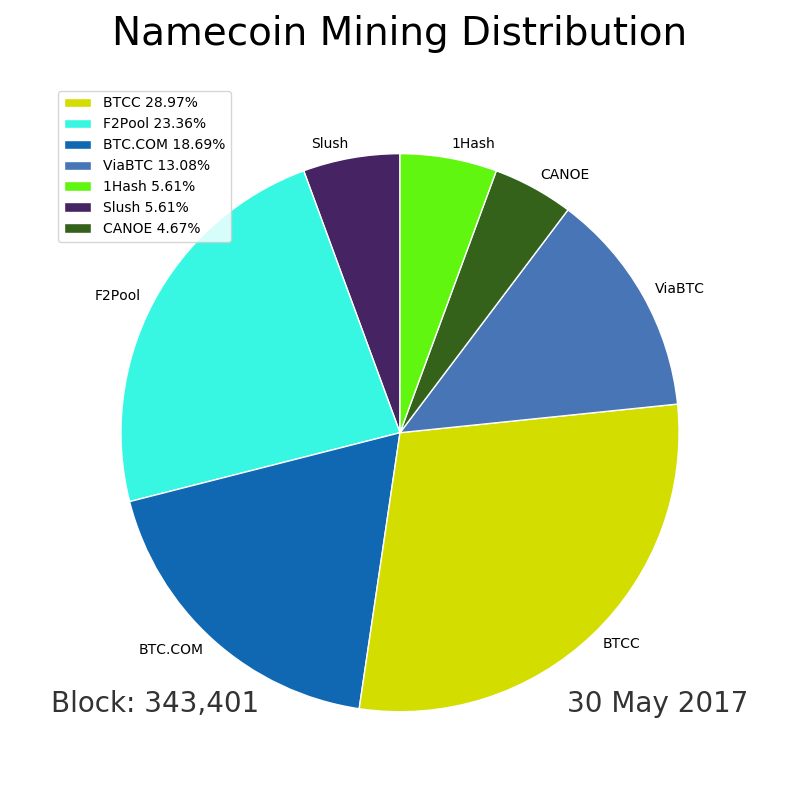 Namecoin Mining Distribution
BTCC 28.97%
F2Pool 23.36%
BTC.COM 18.69%
ViaBTC 13.08%
1Hash 5.61%
Slush 5.61%
CANOE 4.67%
Slush
1Hash
CANOE
ViaBTC
F2Pool
BTCC
BTC.COM
Block: 343,401
30 May 2017